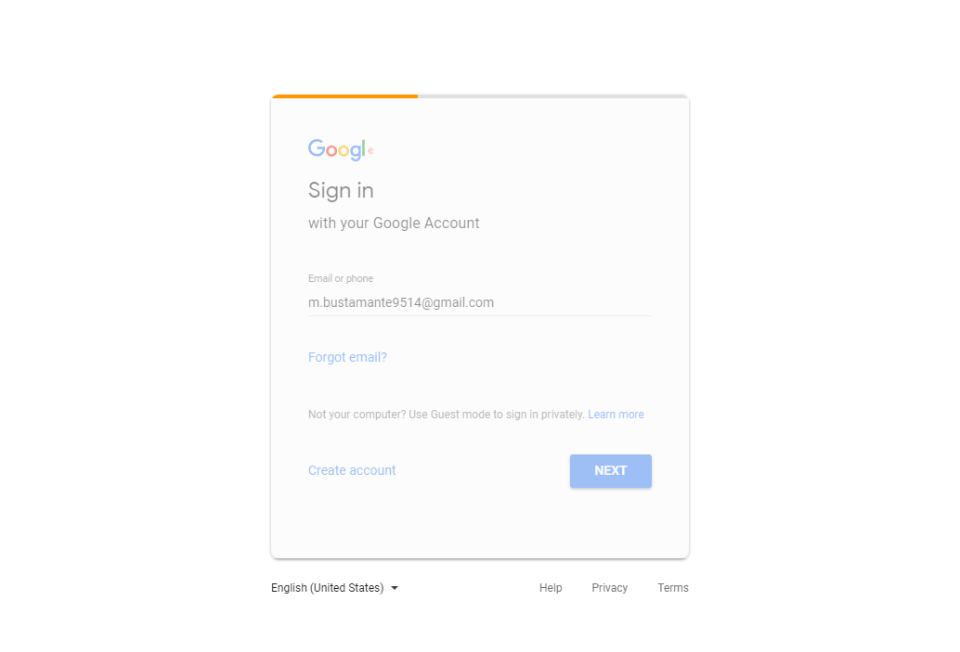 Google
Sign in
with your Google Account
Email or phone
m.bustamante9514@gmail.com
Forgot email?
Not your computer? Use Guest mode to sign in privately. Learn more
Create account
NEXT
English (United States)
Help
Privacy
Terms